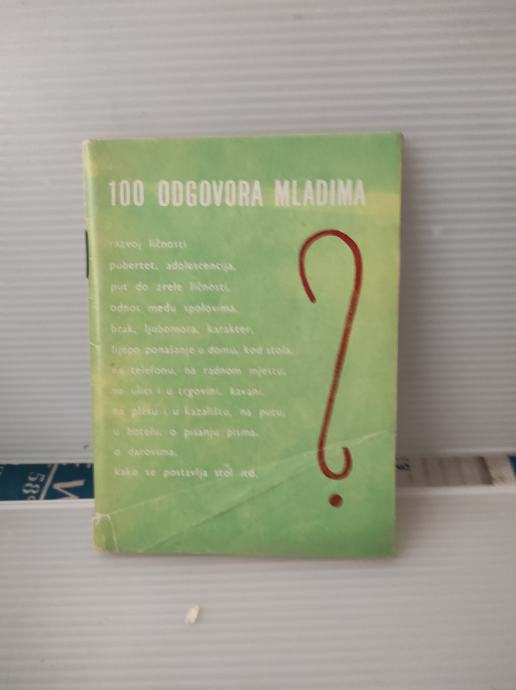 100 ODGOVORA MLADIMA
razvoj ličnosti
pubertet, adolescencija,
put do zrele ličnosti,
odnos među spolovima,
brak, ljubomora, karakter,
lijepo ponašanje u domu, kod stola,
na telefonu, na radnom mjestu,
na ulici i u trgovini, kavani,
na plesu i u kazalištu, na putu,
u hotelu, o pisanju pisma,
o darovima,
kako se postavlja stol itd.
?
58